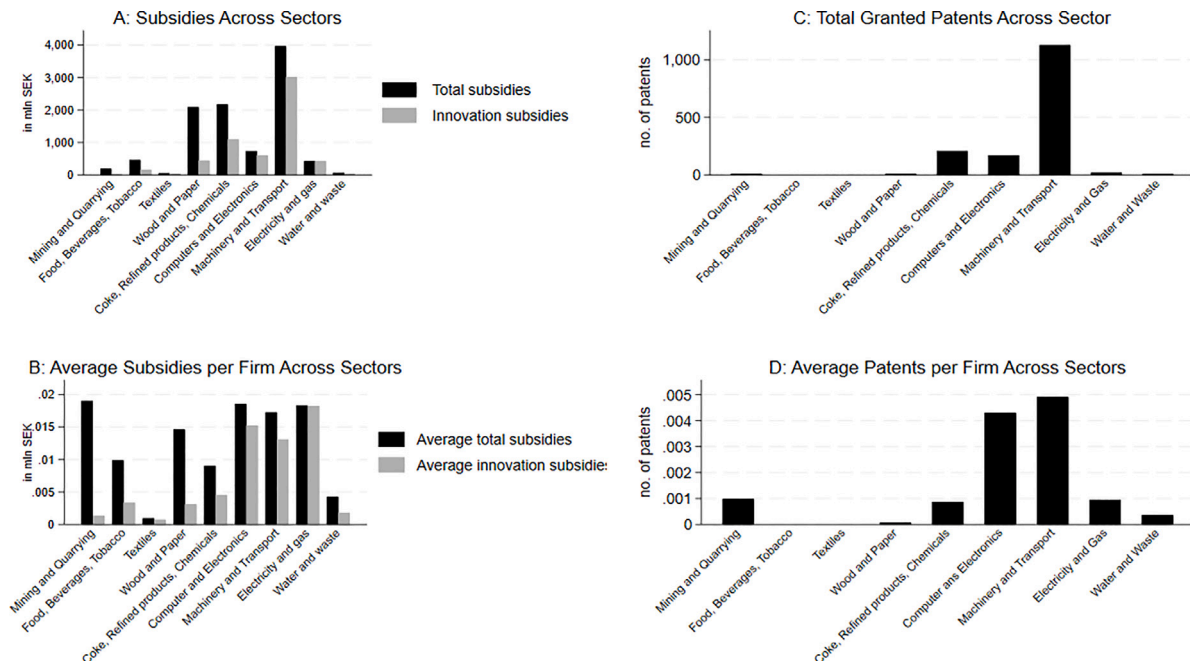 A: Subsidies Across Sectors
in mln SEK
4,000
3,000
2,000
1,000
0
Mining and Quarrying
Food, Beverages, Tobacco
Textiles
Wood and Paper
Coke, Refined products, Chemicals
Computers and Electronics
Machinery and Transport
Electricity and gas
Water and waste
Total subsidies
Innovation subsidies
C: Total Granted Patents Across Sector
no. of patents
1,000
500
0
Mining and Quarrying
Food, Beverages, Tobacco
Textiles
Wood and Paper
Coke, Refined products, Chemicals
Computers and Electronics
Machinery and Transport
Electricity and Gas
Water and Waste
B: Average Subsidies per Firm Across Sectors
in mln SEK
.02
.015
.01
.005
0
Mining and Quarrying
Food, Beverages, Tobacco
Textiles
Wood and Paper
Coke, Refined products, Chemicals
Computer and Electronics
Machinery and Transport
Electricity and gas
Water and waste
Average total subsidies
Average innovation subsidies
D: Average Patents per Firm Across Sectors
no. of patents
.005
.004
.003
.002
.001
0
Mining and Quarrying
Food, Beverages, Tobacco
Textiles
Wood and Paper
Coke, Refined products, Chemicals
Computer ans Electronics
Machinery and Transport
Electricity and Gas
Water and Waste